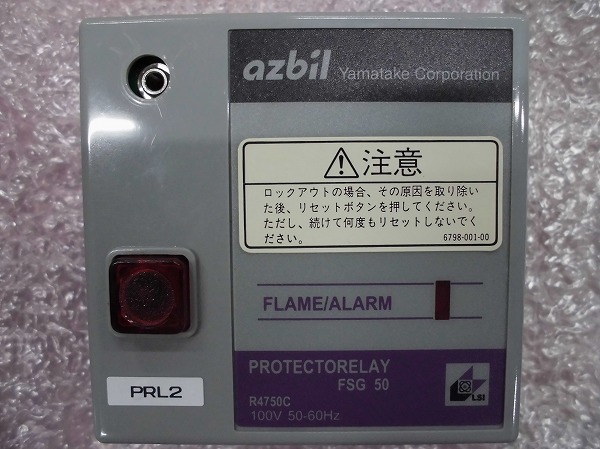 azbil Yamatake Corporation
注意
ロックアウトの場合、その原因を取り除い
た後、リセットボタンを押してください。
ただし、続けて何度もリセットしないでく
ださい。
6798-001-00
FLAME/ALARM
PROTECTORELAY
FSG 50
R4750C
100V 50-60Hz
LSI
PRL2